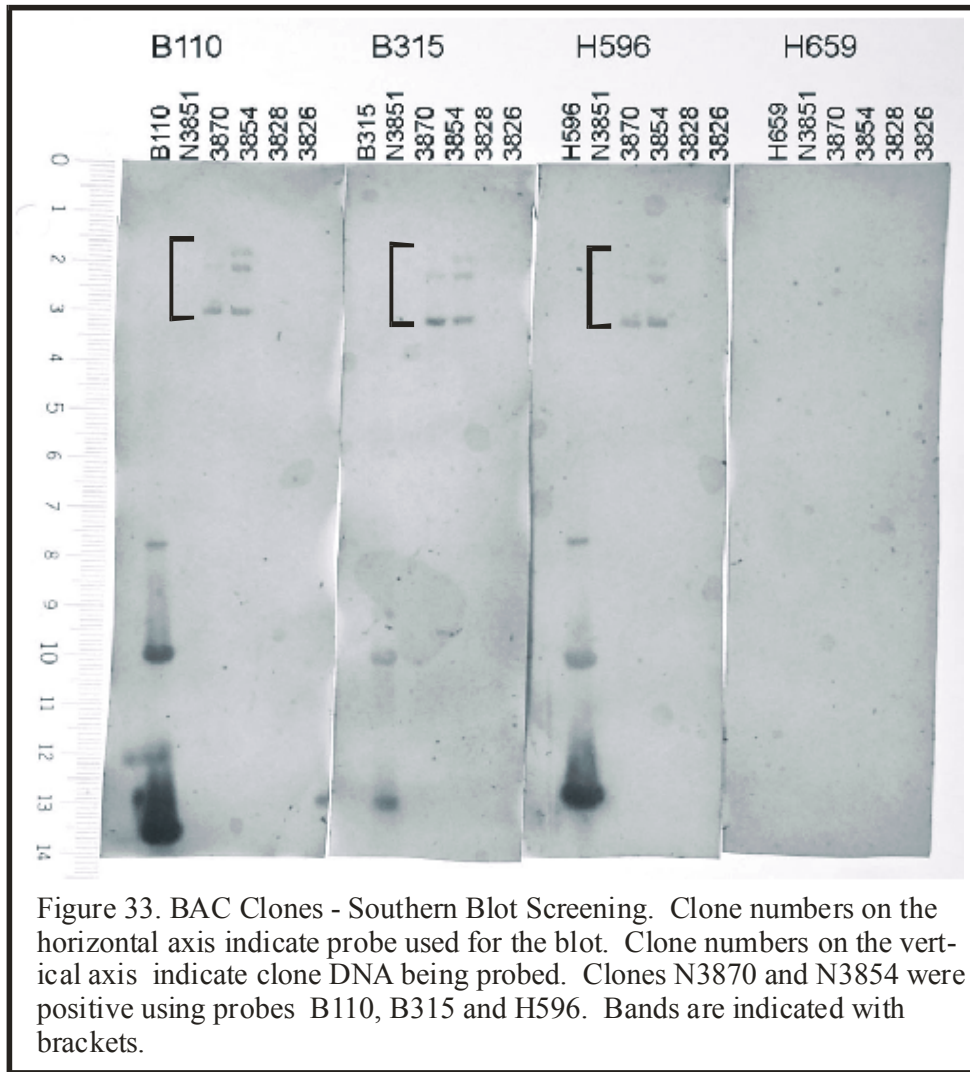 B110 B315 H596 H659
B110 N3851 3870 3854 3828 3826 B315 N3851 3870 3854 3828 3826 H596 N3851 3870 3854 3828 3826 H659 N3851 3870 3854 3828 3826
0
1
2
3
4
5
6
7
8
9
10
11
12
13
14
Figure 33. BAC Clones - Southern Blot Screening. Clone numbers on the
horizontal axis indicate probe used for the blot. Clone numbers on the vert-
ical axis indicate clone DNA being probed. Clones N3870 and N3854 were
positive using probes B110, B315 and H596. Bands are indicated with
brackets.